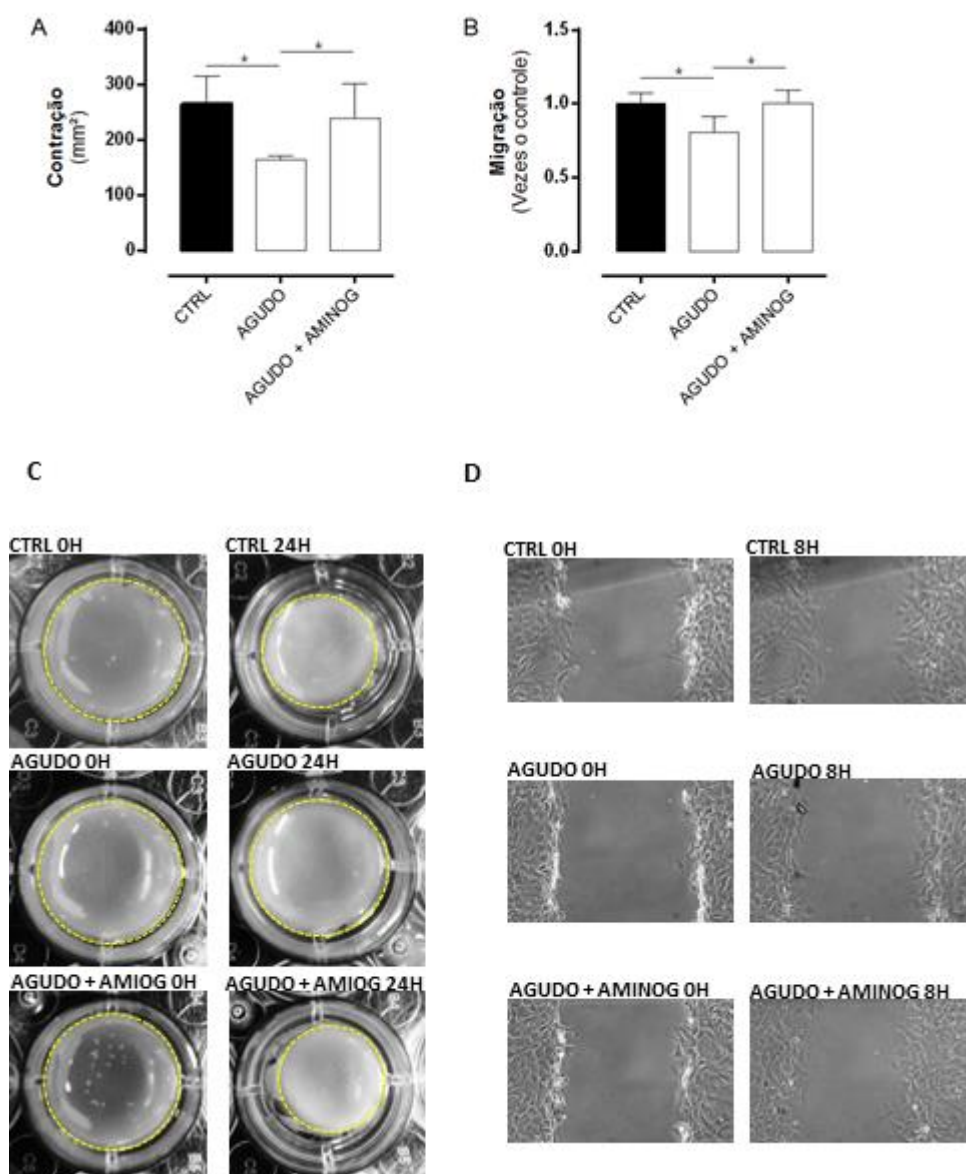 A
400
300
200
100
0
Contração
(mm²)
*
*
CTRL
AGUDO
AGUDO + AMINOG
B
1.5
1.0
0.5
0.0
Migração
(Vezes o controle)
*
*
CTRL
AGUDO
AGUDO + AMINOG
C
CTRL 0H
CTRL 24H
AGUDO 0H
AGUDO 24H
AGUDO + AMIOG 0H
AGUDO + AMIOG 24H
D
CTRL 0H
CTRL 8H
AGUDO 0H
AGUDO 8H
AGUDO + AMINOG 0H
AGUDO + AMINOG 8H